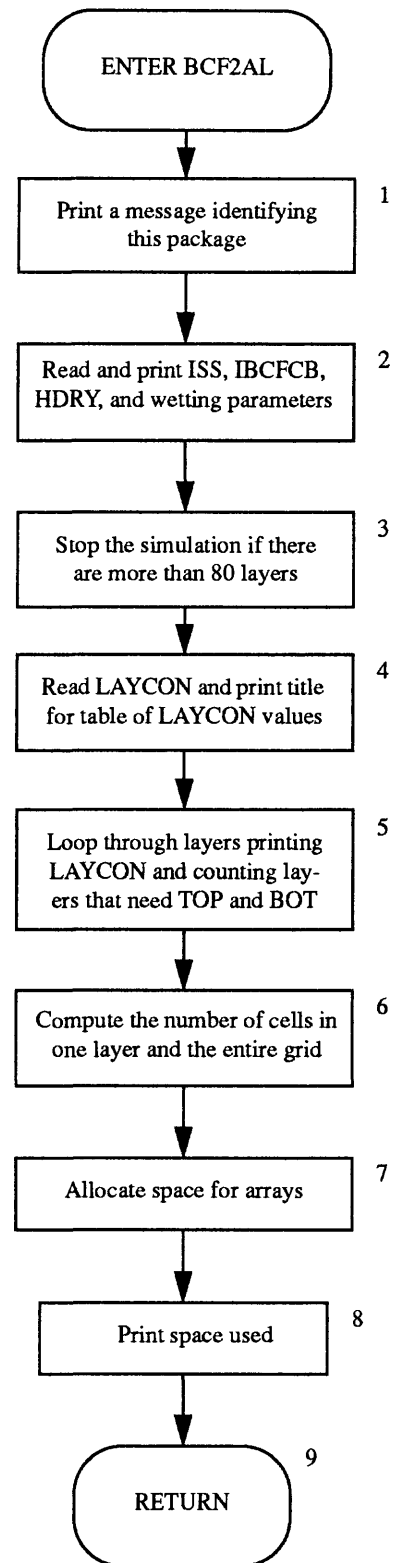 ENTER BCF2AL
1
Print a message identifying
this package
2
Read and print ISS, IBCFCB,
HDRY, and wetting parameters
3
Stop the simulation if there
are more than 80 layers
4
Read LAYCON and print title
for table of LAYCON values
5
Loop through layers printing
LAYCON and counting lay-
ers that need TOP and BOT
6
Compute the number of cells in
one layer and the entire grid
7
Allocate space for arrays
8
Print space used
9
RETURN